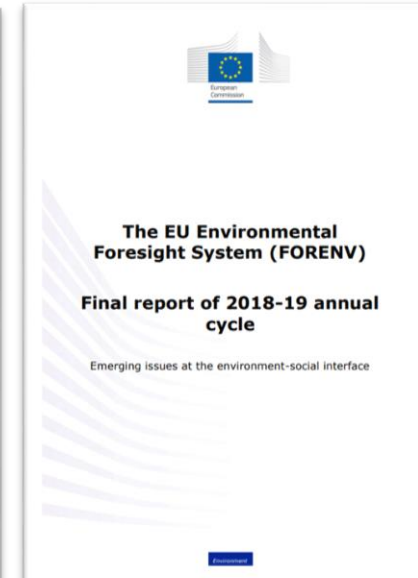 European
Commission
The EU Environmental
Foresight System (FORENV)
Final report of 2018-19 annual
cycle
Emerging issues at the environment-social interface
Environment